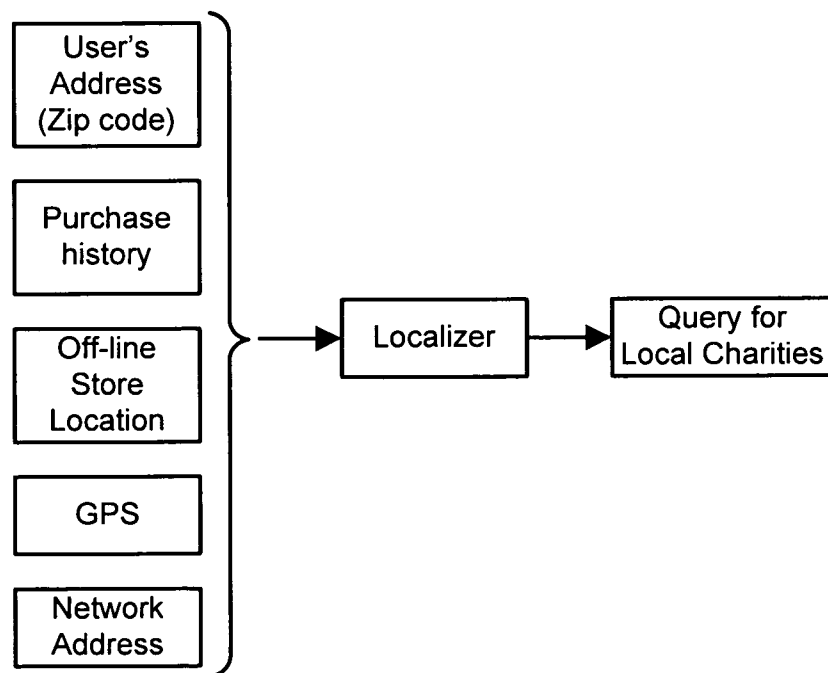 User's
Address
(Zip code)
Purchase
history
Off-line
Store
Location
GPS
Network
Address
Localizer
Query for
Local Charities